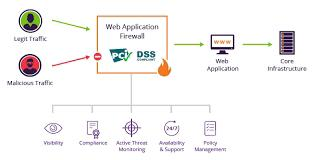 Legit Traffic
Malicious Traffic
Web Application
Firewall
PCI DSS
COMPLIANT
WWW
Web
Application
Core
Infrastructure
Visibility
Compliance
Active Threat
Monitoring
24/7
Availability
& Support
Policy
Management